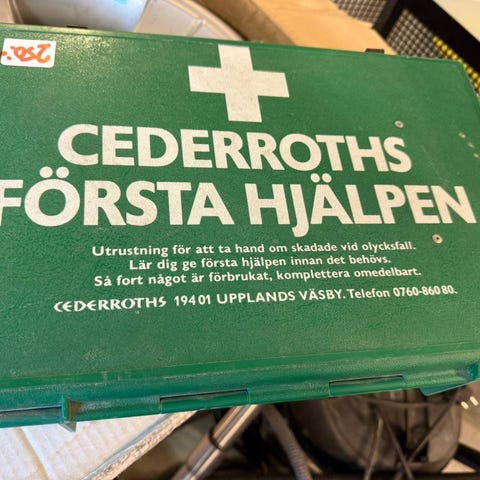 250:-
CEDERROTHS
FÖRSTA HJÄLPEN
Utrustning för att ta hand om skadade vid olycksfall.
Lär dig ge första hjälpen innan det behövs.
Så fort något är förbrukat, komplettera omedelbart.
CEDERROTHS 194 01 UPPLANDS VÄSBY. Telefon 0760-860 80.